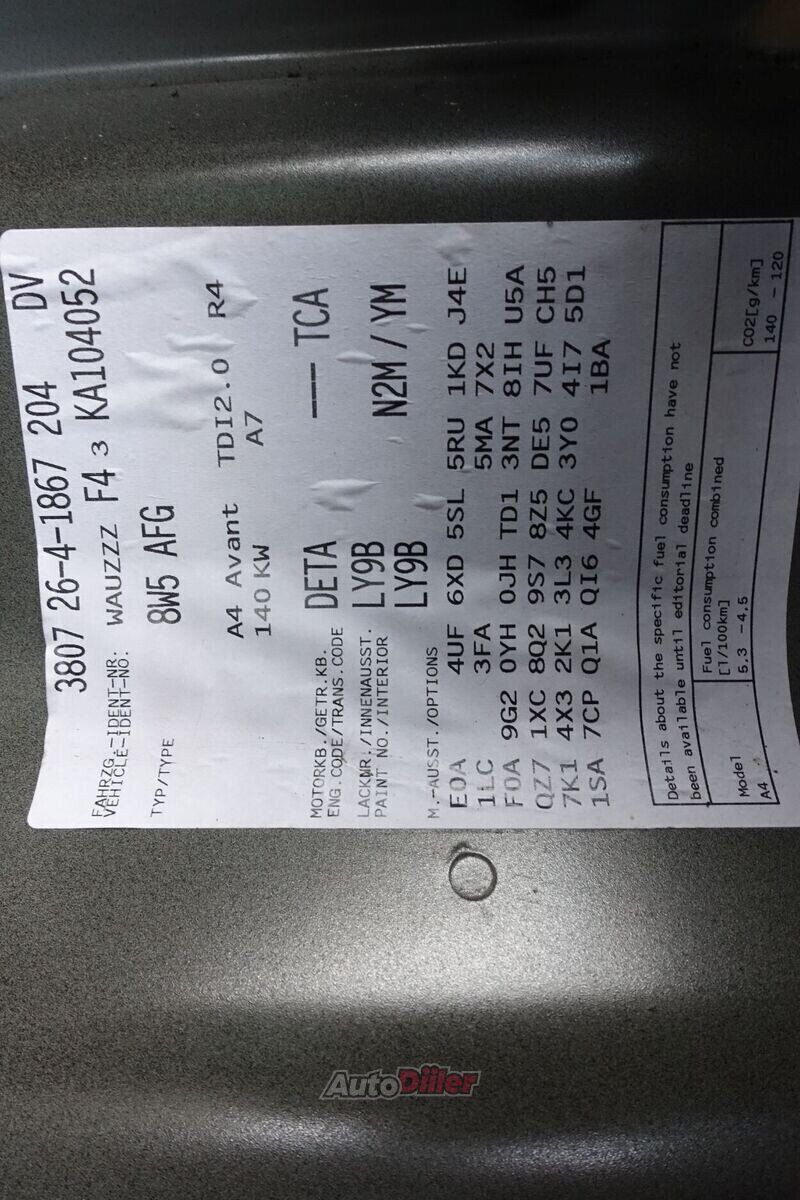 3807 26-4-1867 204 DV
FAHRZG.-IDENT-NR.
VEHICLE-IDENT-NO. WAUZZZ F4 3 KA104052
TYP/TYPE 8W5 AFG
A4 Avant TDI2.0 R4
140 KW A7
MOTORKB./GETR.KB.
ENG.CODE/TRANS.CODE DETA --- TCA
LACKNR./INNENAUSST. LY9B
PAINT NO./INTERIOR LY9B N2M / YM
M.-AUSST./OPTIONS
E0A 4UF 6XD 5SL 5RU 1KD J4E
1LC 3FA 5MA 7X2
F0A 9G2 0YH 0JH TD1 3NT 8IH U5A
QZ7 1XC 8Q2 9S7 8Z5 DE5 7UF CH5
7K1 4X3 2K1 3L3 4KC 3Y0 4I7 5D1
1SA 7CP Q1A QI6 4GF 1BA
Details about the specific fuel consumption have not
been available until editorial deadline
Model Fuel consumption combined CO2[g/km]
[l/100km]
A4 5.3 -4.5 140 - 120
AutoDiler